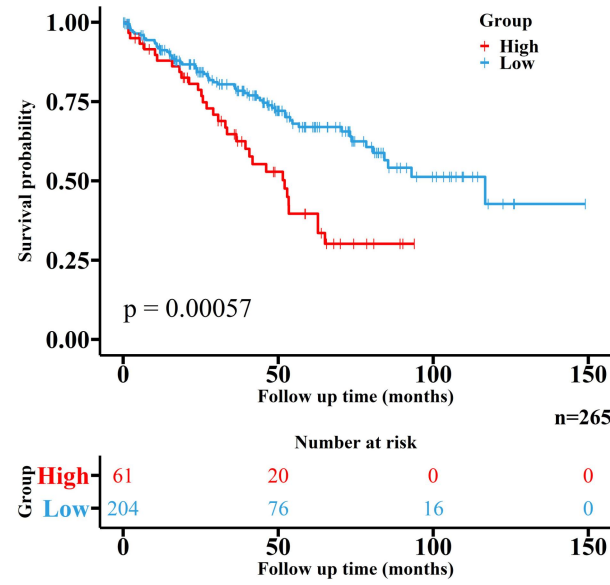 Group
High
Low
Survival probability
1.00
0.75
0.50
0.25
0.00
p = 0.00057
0 50 100 150
Follow up time (months)
n=265
Number at risk
Group
High 61 20 0 0
Low 204 76 16 0
0 50 100 150
Follow up time (months)